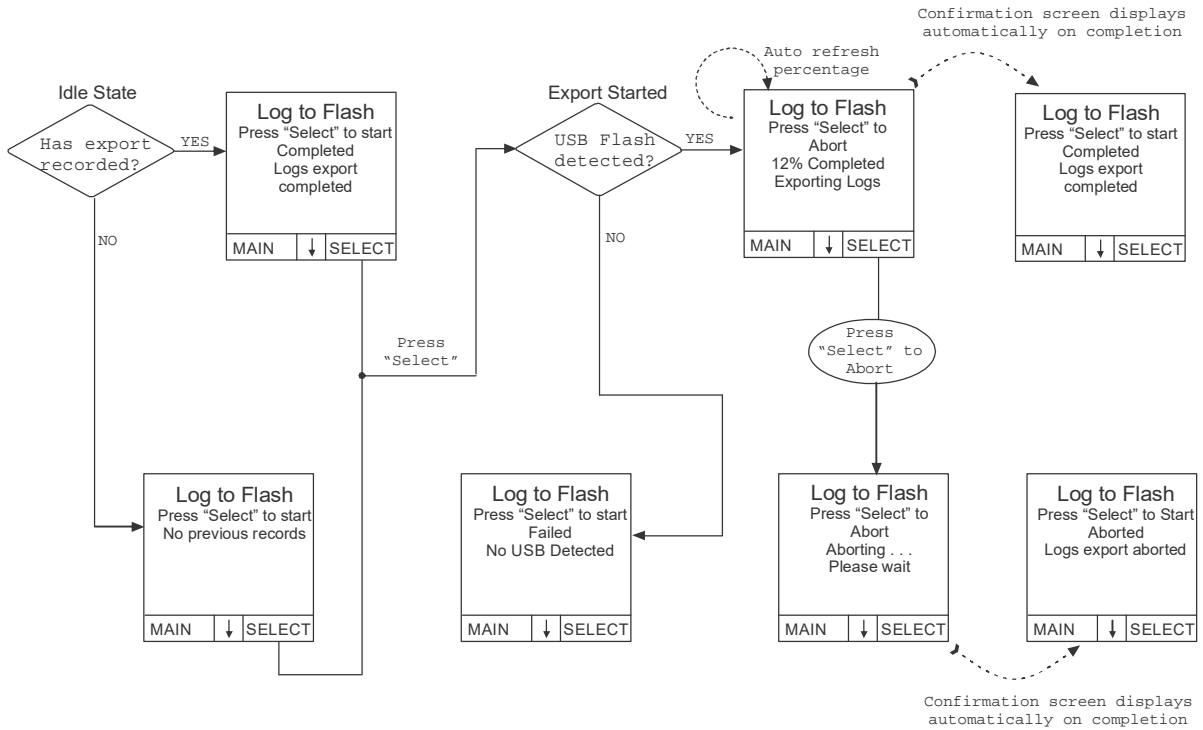 Confirmation screen displays
automatically on completion
Auto refresh
percentage
Idle State
Has export
recorded?
YES
NO
Log to Flash
Press “Select” to start
Completed
Logs export
completed
MAIN ↓ SELECT
Press
“Select”
Export Started
USB Flash
detected?
YES
NO
Log to Flash
Press “Select” to
Abort
12% Completed
Exporting Logs
MAIN ↓ SELECT
Log to Flash
Press “Select” to start
Completed
Logs export
completed
MAIN ↓ SELECT
Press
“Select” to
Abort
Log to Flash
Press “Select” to start
No previous records
MAIN ↓ SELECT
Log to Flash
Press “Select” to start
Failed
No USB Detected
MAIN ↓ SELECT
Log to Flash
Press “Select” to
Abort
Aborting . . .
Please wait
MAIN ↓ SELECT
Log to Flash
Press “Select” to Start
Aborted
Logs export aborted
MAIN ↓ SELECT
Confirmation screen displays
automatically on completion